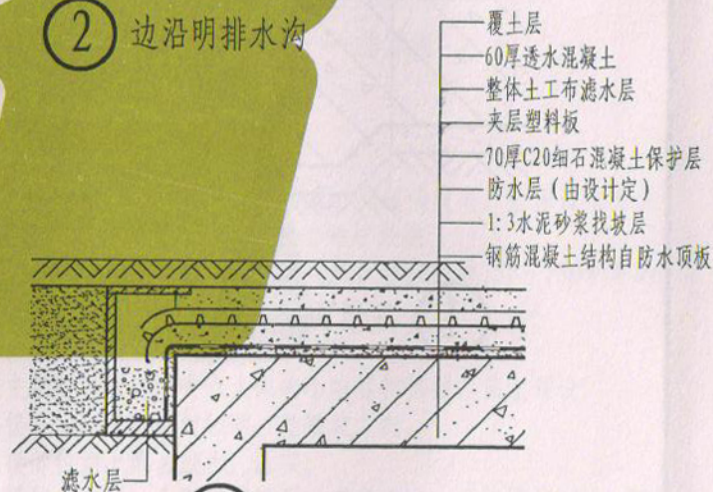 2 边沿明排水沟
覆土层
60厚透水混凝土
整体土工布滤水层
夹层塑料板
70厚C20细石混凝土保护层
防水层（由设计定）
1:3水泥砂浆找坡层
钢筋混凝土结构自防水顶板
滤水层